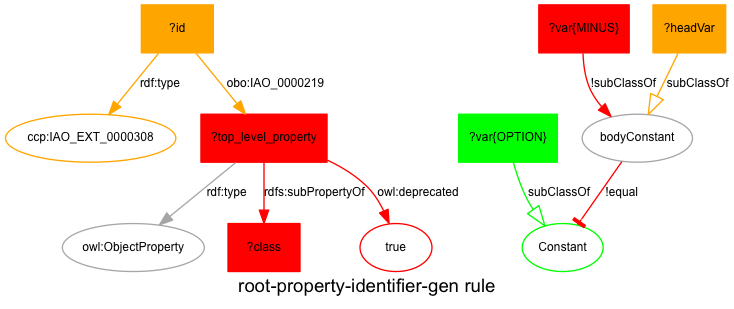 ?id
?var{MINUS}
?headVar
rdf:type
obo:IAO_0000219
!subClassOf
subClassOf
ccp:IAO_EXT_0000308
?top_level_property
?var{OPTION}
bodyConstant
rdf:type
rdfs:subPropertyOf
owl:deprecated
subClassOf
!equal
owl:ObjectProperty
?class
true
Constant
root-property-identifier-gen rule